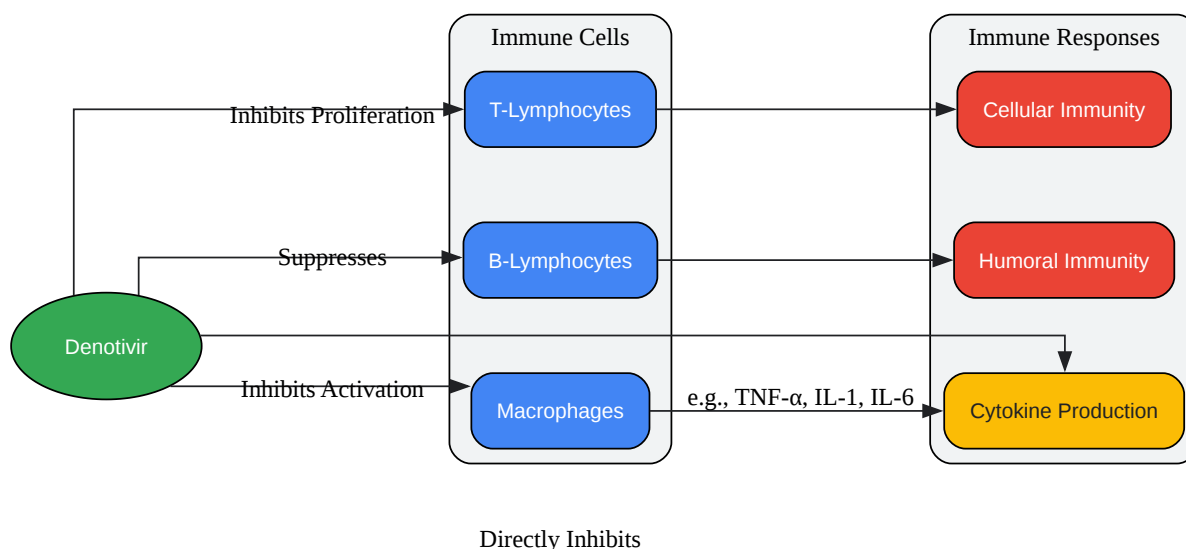 Immune Cells
Immune Responses
T-Lymphocytes
Cellular Immunity
Inhibits Proliferation
Suppresses
B-Lymphocytes
Humoral Immunity
Denotivir
Inhibits Activation
Macrophages
e.g., TNF-α, IL-1, IL-6
Cytokine Production
Directly Inhibits